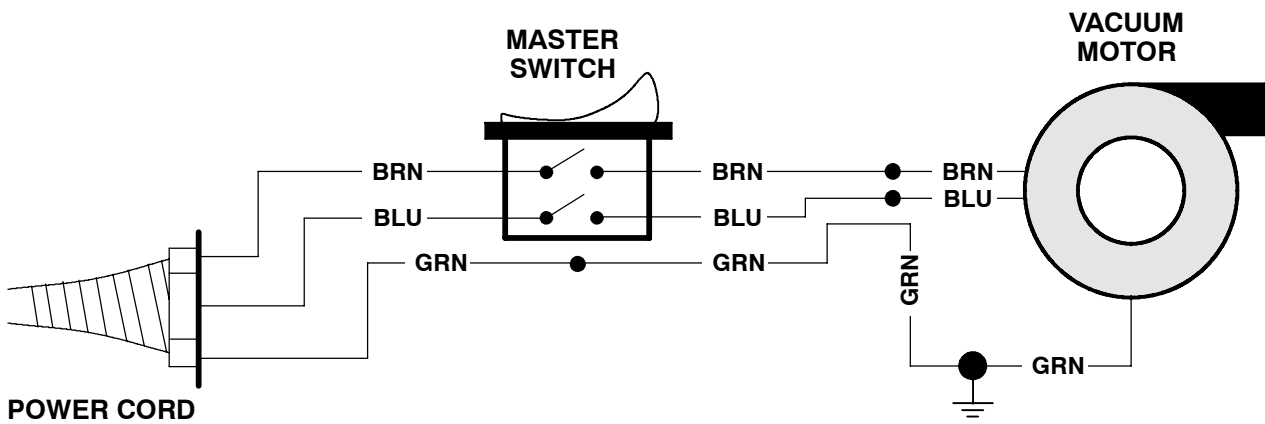 VACUUM
MOTOR
MASTER
SWITCH
BRN
BRN
BRN
BLU
BLU
BLU
GRN
GRN
GRN
GRN
POWER CORD